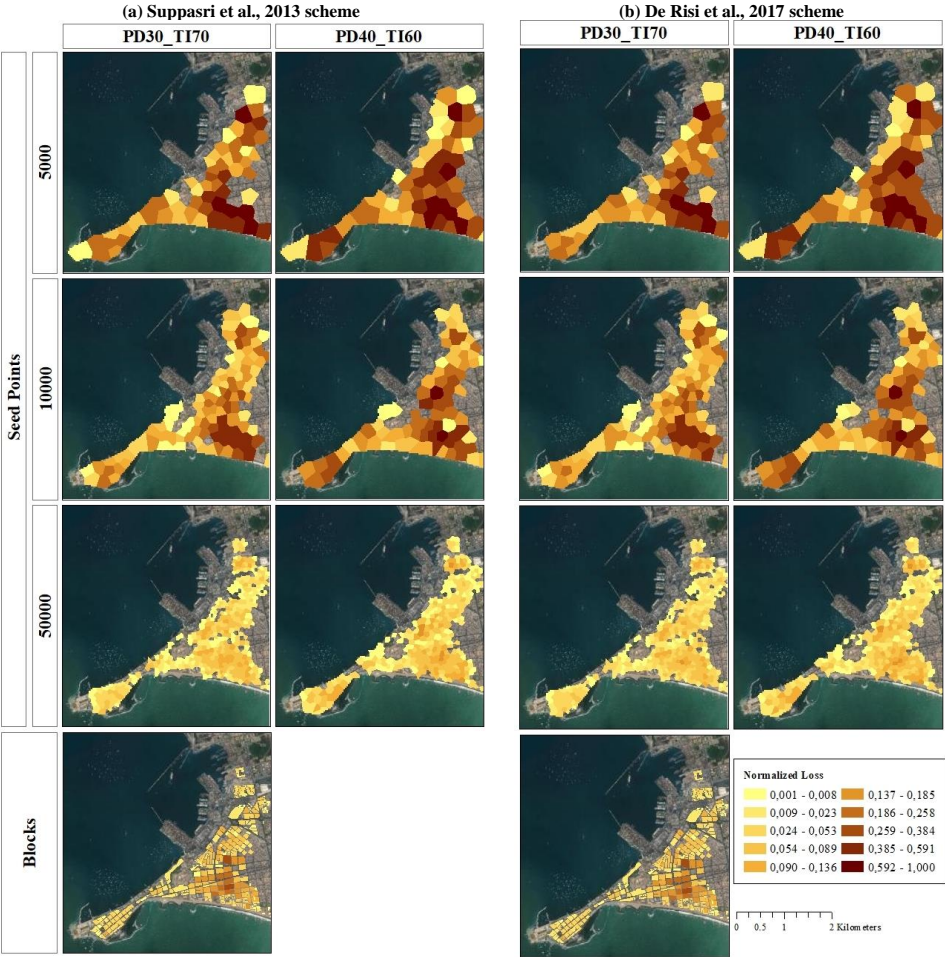 (a) Suppasri et al., 2013 scheme
(b) De Risi et al., 2017 scheme
PD30_TI70
PD40_TI60
PD30_TI70
PD40_TI60
Seed Points
5000
10000
50000
Blocks
Normalized Loss
0,001 - 0,008
0,009 - 0,023
0,024 - 0,053
0,054 - 0,089
0,090 - 0,136
0,137 - 0,185
0,186 - 0,258
0,259 - 0,384
0,385 - 0,591
0,592 - 1,000
0 0.5 1 2 Kilometers